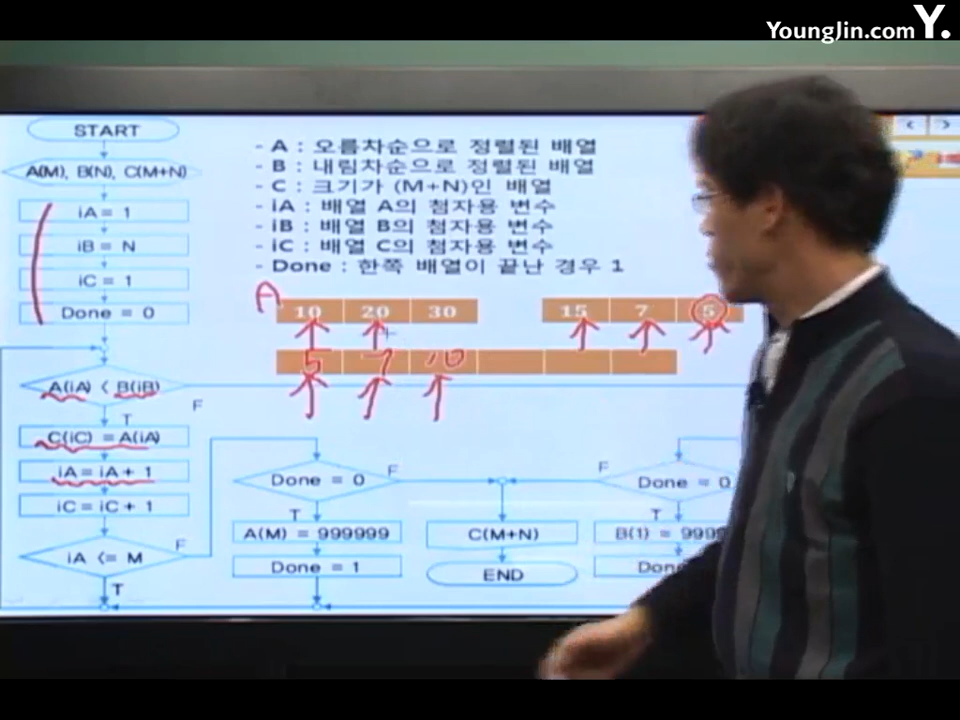 YoungJin.com Y.
START
A(M), B(N), C(M+N)
iA = 1
iB = N
iC = 1
Done = 0
A(iA) < B(iB)
F
T
C(iC) = A(iA)
iA = iA + 1
iC = iC + 1
iA <= M
F
T
- A : 오름차순으로 정렬된 배열
- B : 내림차순으로 정렬된 배열
- C : 크기가 (M+N)인 배열
- iA : 배열 A의 첨자용 변수
- iB : 배열 B의 첨자용 변수
- iC : 배열 C의 첨자용 변수
- Done : 한쪽 배열이 끝난 경우 1
A 10 20 30
15 7 5
5 7 10
Done = 0
F
T
A(M) = 999999
Done = 1
C(M+N)
END
F
Done = 0
T
B(1) = 9999
Done